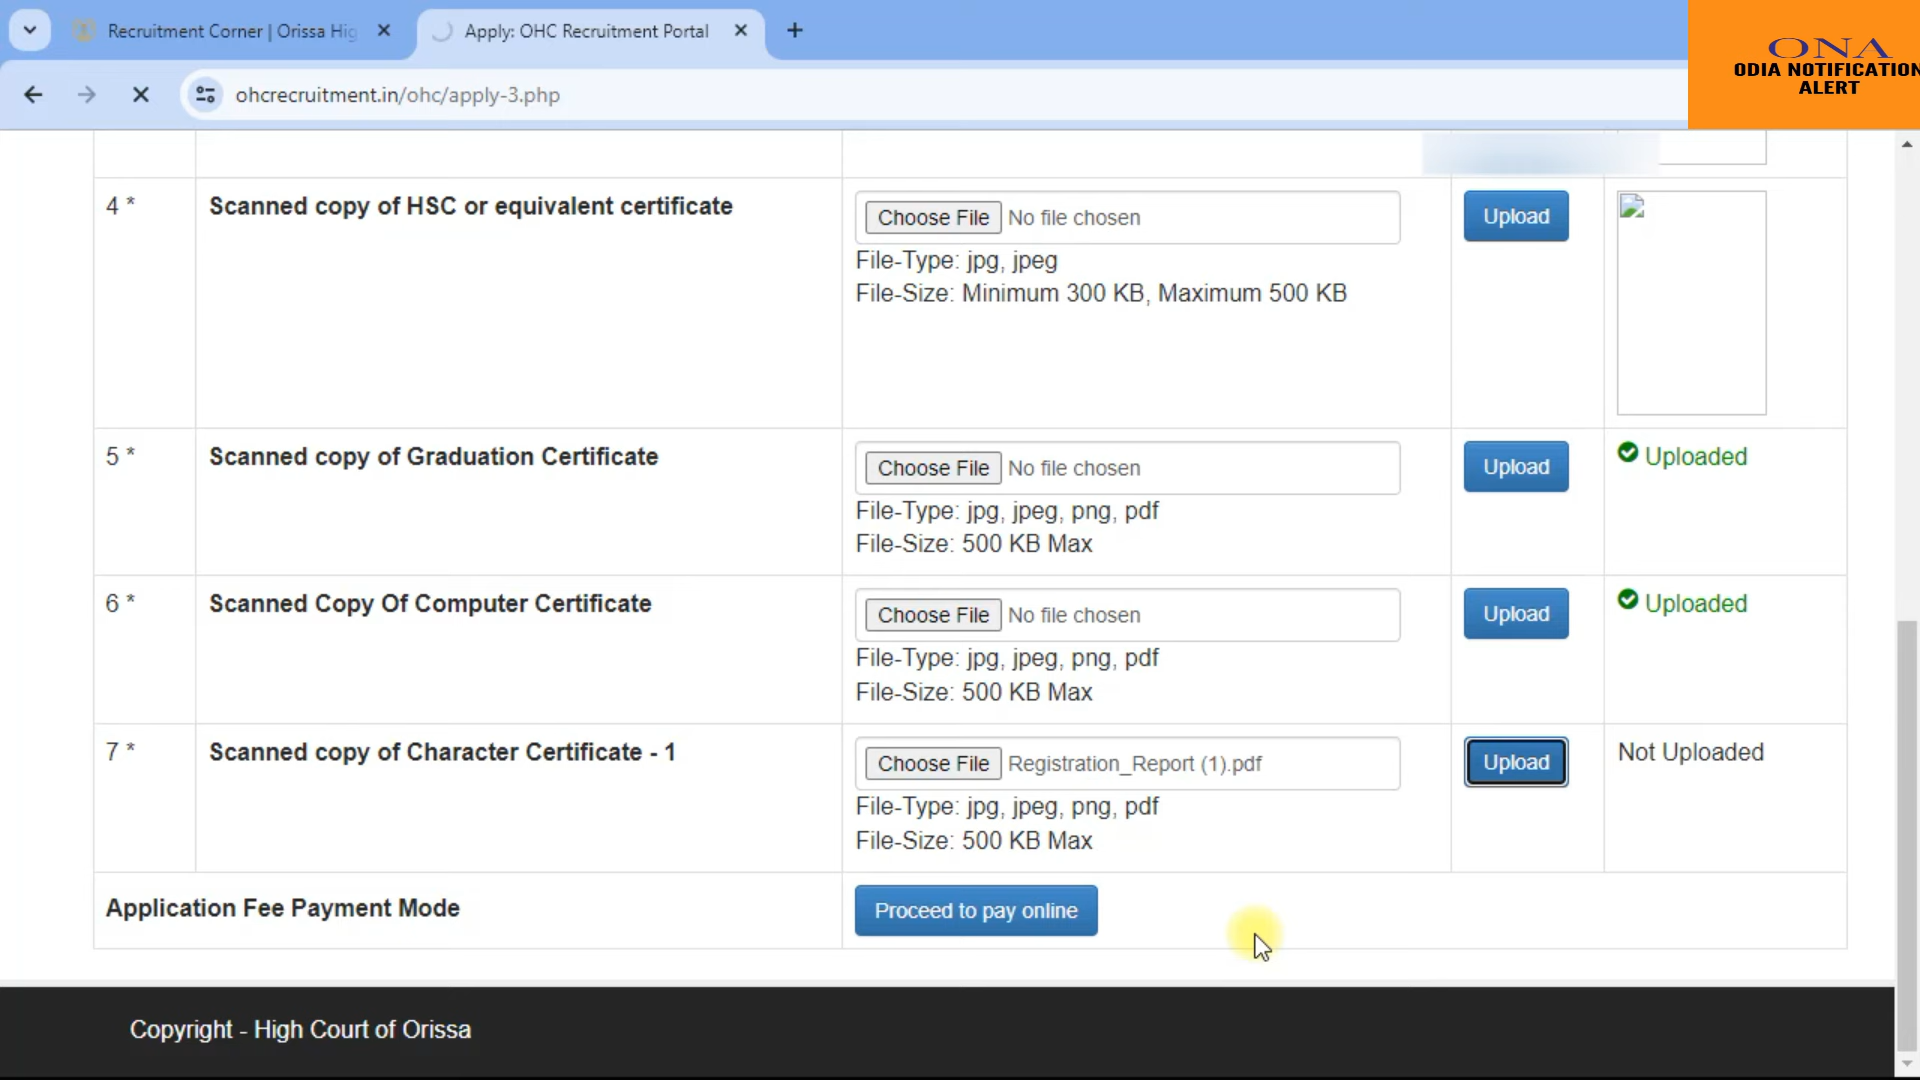 Recruitment Corner | Orissa Hig
Apply: OHC Recruitment Portal
ONA
ODIA NOTIFICATION
ALERT
ohcrecruitment.in/ohc/apply-3.php
4 *
Scanned copy of HSC or equivalent certificate
Choose File No file chosen
Upload
File-Type: jpg, jpeg
File-Size: Minimum 300 KB, Maximum 500 KB
5 *
Scanned copy of Graduation Certificate
Choose File No file chosen
Upload
Uploaded
File-Type: jpg, jpeg, png, pdf
File-Size: 500 KB Max
6 *
Scanned Copy Of Computer Certificate
Choose File No file chosen
Upload
Uploaded
File-Type: jpg, jpeg, png, pdf
File-Size: 500 KB Max
7 *
Scanned copy of Character Certificate - 1
Choose File Registration_Report (1).pdf
Upload
Not Uploaded
File-Type: jpg, jpeg, png, pdf
File-Size: 500 KB Max
Application Fee Payment Mode
Proceed to pay online
Copyright - High Court of Orissa